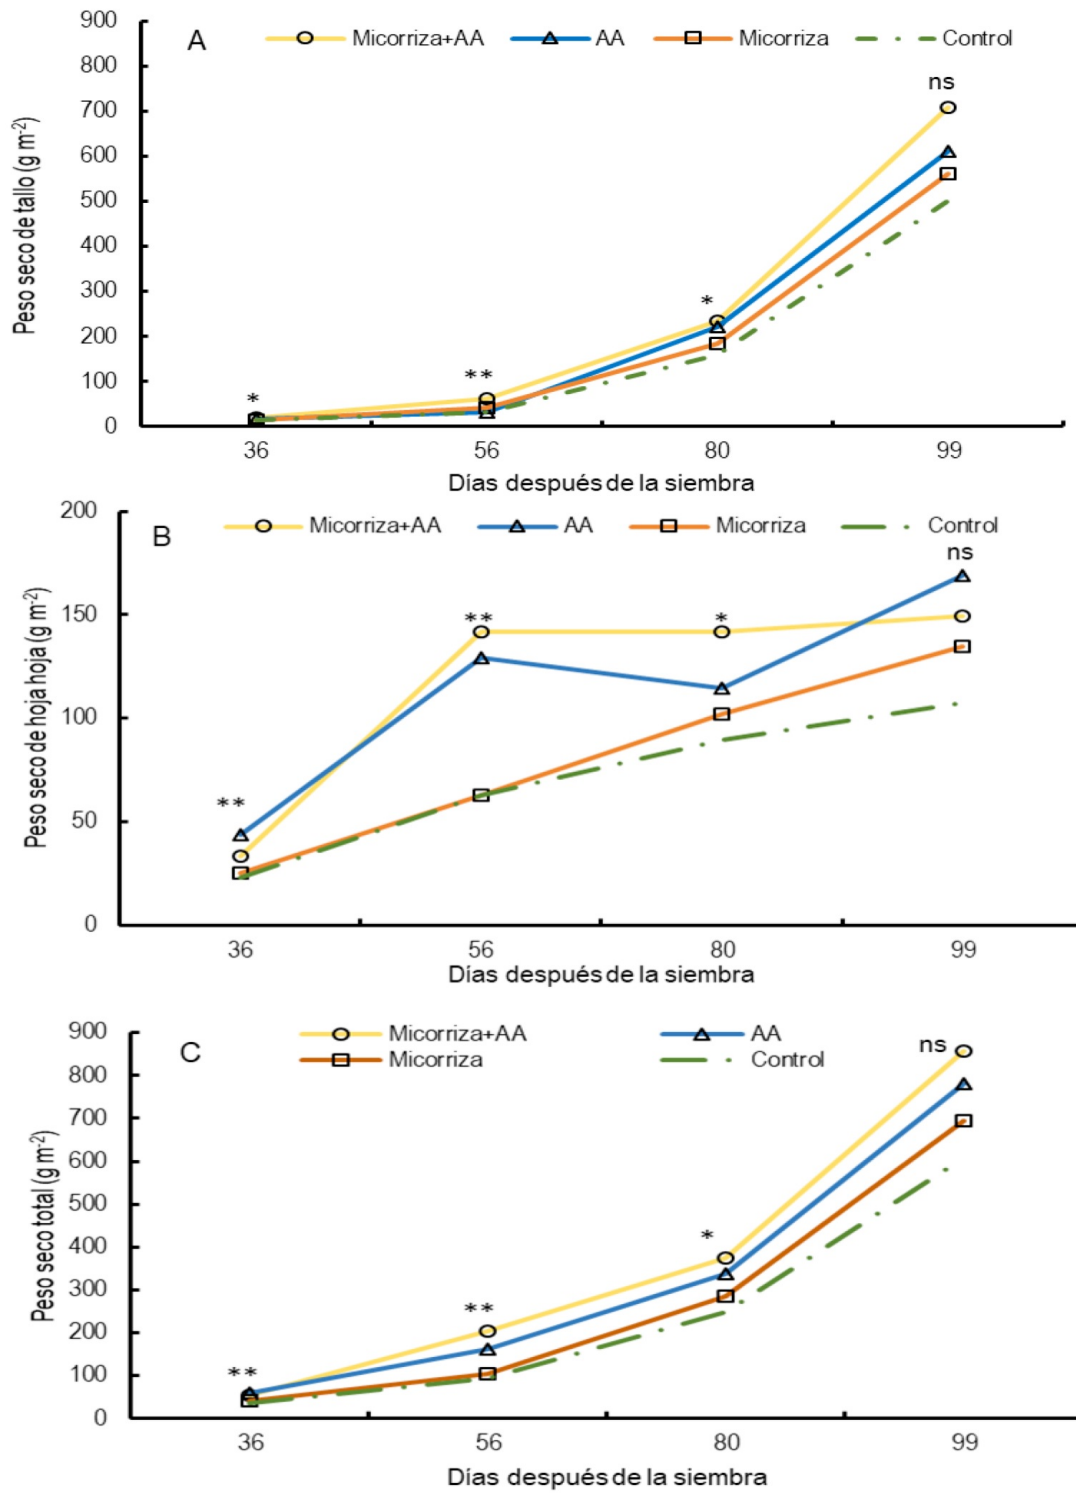 A
Micorriza+AA AA Micorriza Control
900
800
700
600
500
400
300
200
100
0
Peso seco de tallo (g m-2)
* ** * ns
36 56 80 99
Días después de la siembra
B
Micorriza+AA AA Micorriza Control
200
150
100
50
0
Peso seco de hoja hoja (g m-2)
** ** * ns
36 56 80 99
Días después de la siembra
C
Micorriza+AA AA
Micorriza Control
900
800
700
600
500
400
300
200
100
0
Peso seco total (g m-2)
** ** * ns
36 56 80 99
Días después de la siembra